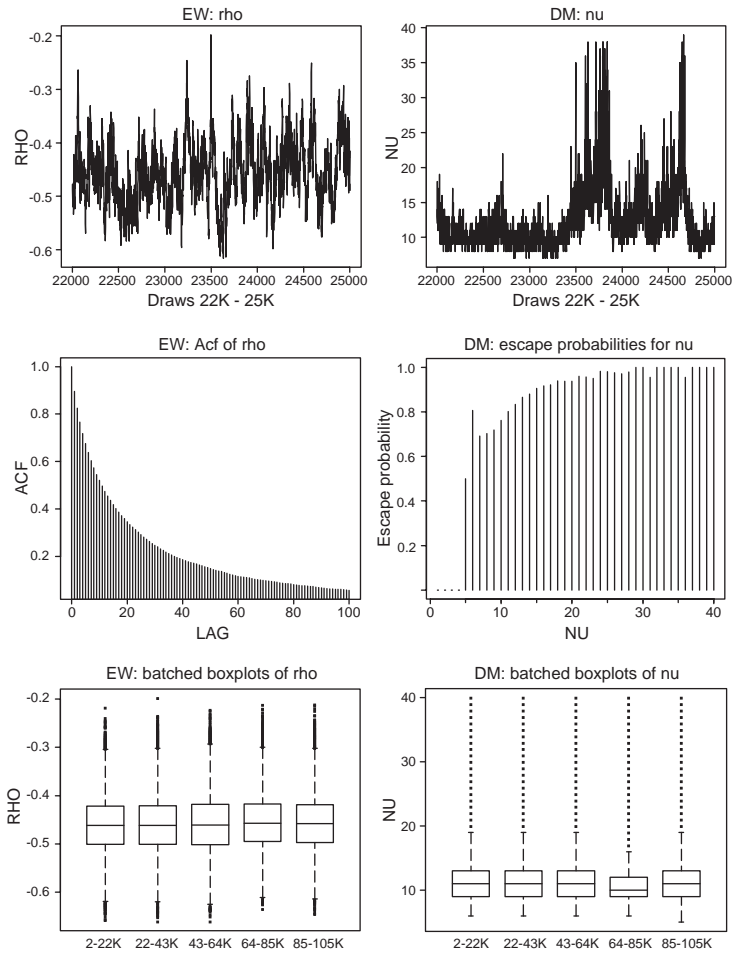 EW: rho
RHO
-0.2
-0.3
-0.4
-0.5
-0.6
22000 22500 23000 23500 24000 24500 25000
Draws 22K - 25K
DM: nu
NU
40
35
30
25
20
15
10
22000 22500 23000 23500 24000 24500 25000
Draws 22K - 25K
EW: Acf of rho
ACF
1.0
0.8
0.6
0.4
0.2
0 20 40 60 80 100
LAG
DM: escape probabilities for nu
Escape probability
1.0
0.8
0.6
0.4
0.2
0 10 20 30 40
NU
EW: batched boxplots of rho
RHO
-0.2
-0.3
-0.4
-0.5
-0.6
2-22K 22-43K 43-64K 64-85K 85-105K
DM: batched boxplots of nu
NU
40
30
20
10
2-22K 22-43K 43-64K 64-85K 85-105K